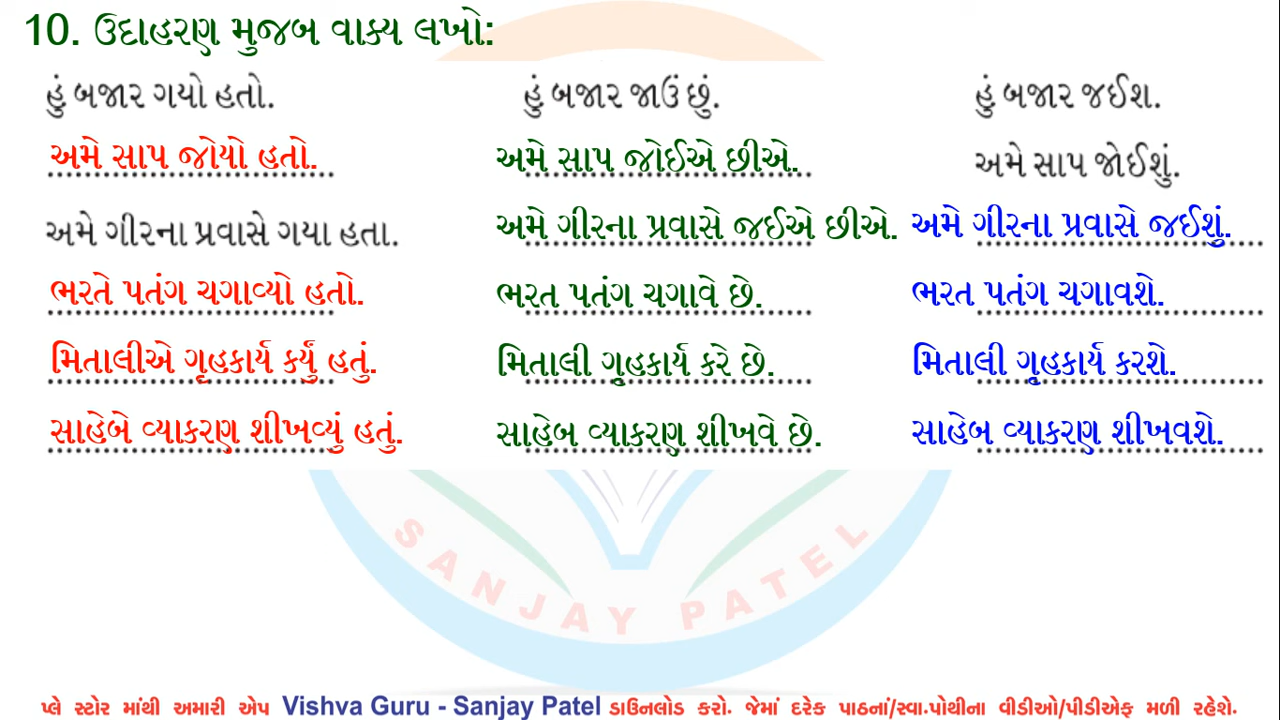 10. ઉદાહરણ મુજબ વાક્ય લખો:
હું બજાર ગયો હતો. હું બજાર જાઉં છું. હું બજાર જઈશ.
અમે સાપ જોયો હતો. અમે સાપ જોઈએ છીએ. અમે સાપ જોઈશું.
અમે ગીરના પ્રવાસે ગયા હતા. અમે ગીરના પ્રવાસે જઈએ છીએ. અમે ગીરના પ્રવાસે જઈશું.
ભરતે પતંગ ચગાવ્યો હતો. ભરત પતંગ ચગાવે છે. ભરત પતંગ ચગાવશે.
મિતાલીએ ગૃહકાર્ય કર્યું હતું. મિતાલી ગૃહકાર્ય કરે છે. મિતાલી ગૃહકાર્ય કરશે.
સાહેબે વ્યાકરણ શીખવ્યું હતું. સાહેબ વ્યાકરણ શીખવે છે. સાહેબ વ્યાકરણ શીખવશે.
SANJAY PATEL
પ્લે સ્ટોર માંથી અમારી એપ Vishva Guru - Sanjay Patel ડાઉનલોડ કરો. જેમાં દરેક પાઠનાં/સ્વા.પોથીના વીડીઓ/પીડીએફ મળી રહેશે.